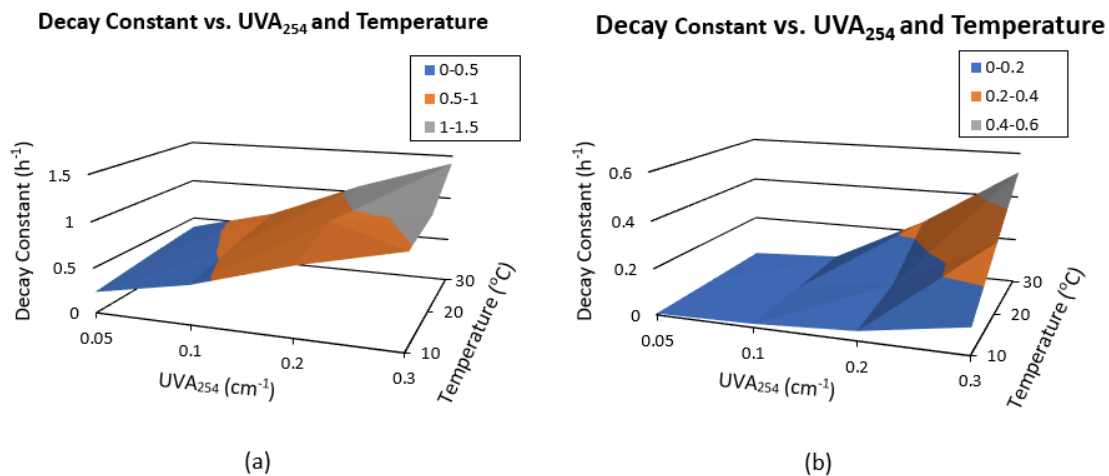 Decay Constant vs. UVA254 and Temperature
0-0.5
0.5-1
1-1.5
Decay Constant (h-1)
1.5
1
0.5
0
0.05
0.1
0.2
0.3
UVA254 (cm-1)
10
20
30
Temperature (°C)
(a)
Decay Constant vs. UVA254 and Temperature
0-0.2
0.2-0.4
0.4-0.6
Decay Constant (h-1)
0.6
0.4
0.2
0
0.05
0.1
0.2
0.3
UVA254 (cm-1)
10
20
30
Temperature (°C)
(b)